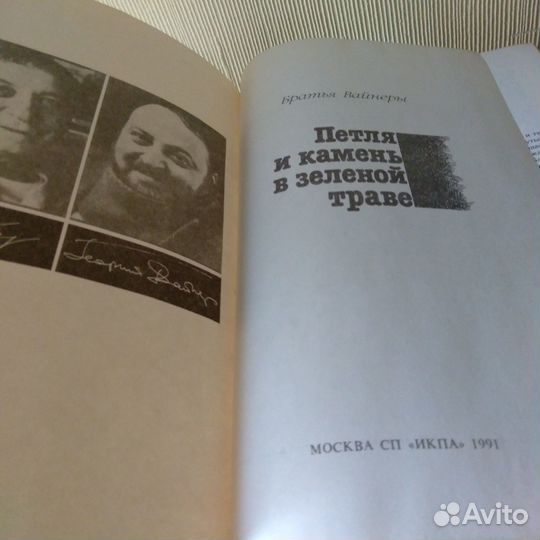 Георгий Вайнер
Братья Вайнеры
Петля
и камень
в зеленой
траве
МОСКВА СП «ИКПА» 1991
Avito